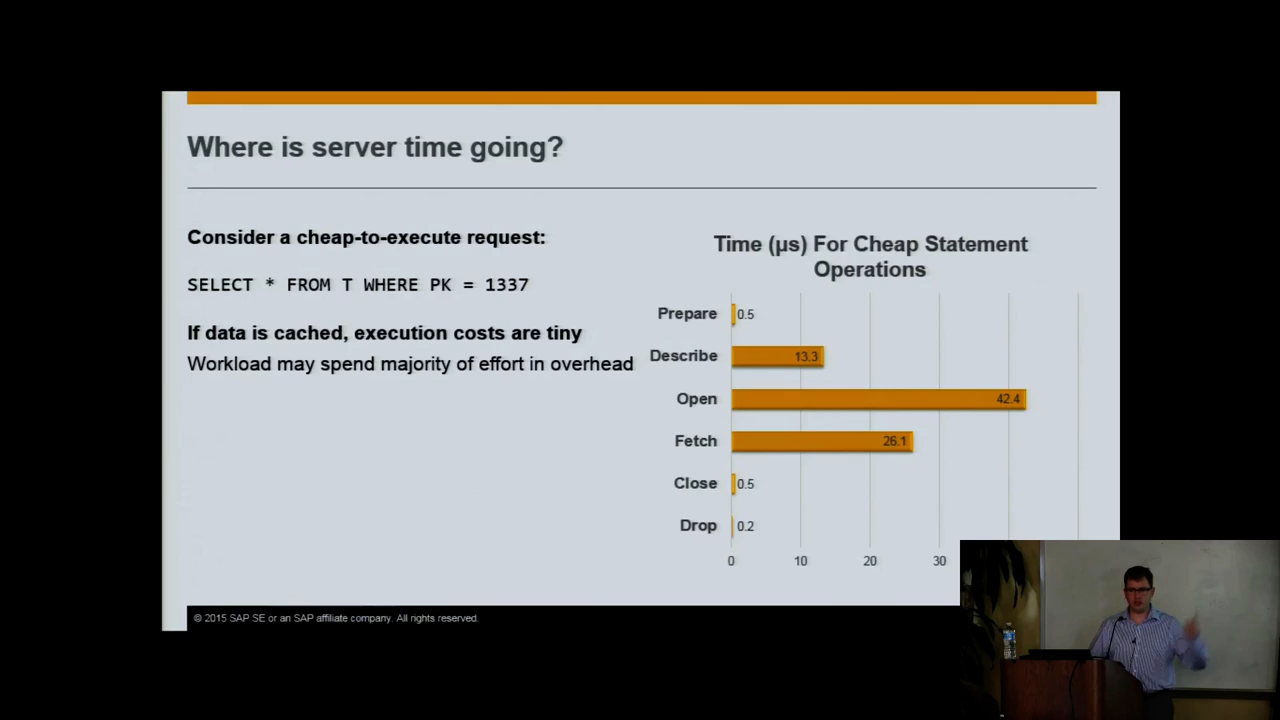 Where is server time going?
Consider a cheap-to-execute request:
SELECT * FROM T WHERE PK = 1337
If data is cached, execution costs are tiny
Workload may spend majority of effort in overhead
Time (µs) For Cheap Statement
Operations
Prepare 0.5
Describe 13.3
Open 42.4
Fetch 26.1
Close 0.5
Drop 0.2
0 10 20 30
© 2015 SAP SE or an SAP affiliate company. All rights reserved.